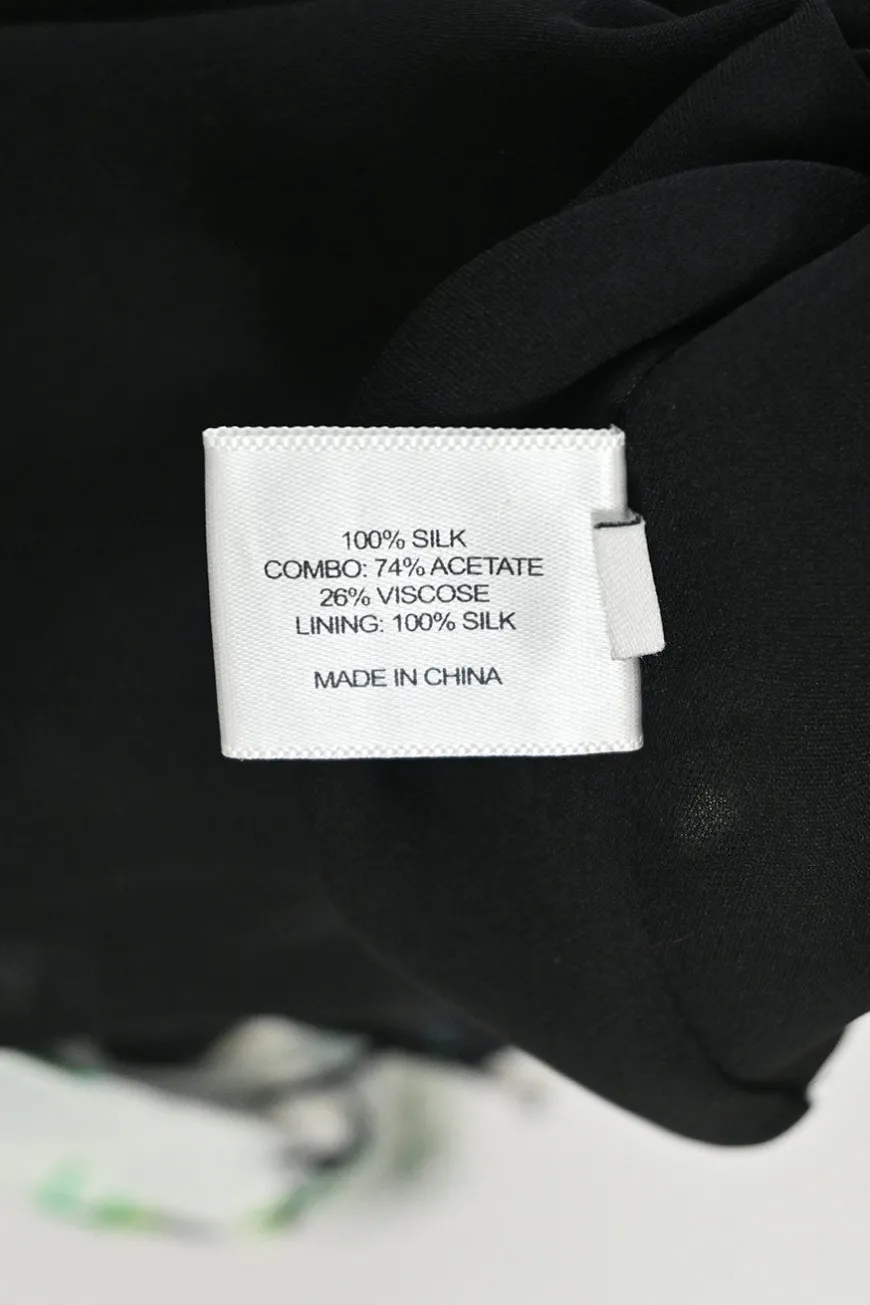 100% SILK
COMBO: 74% ACETATE
26% VISCOSE
LINING: 100% SILK
MADE IN CHINA